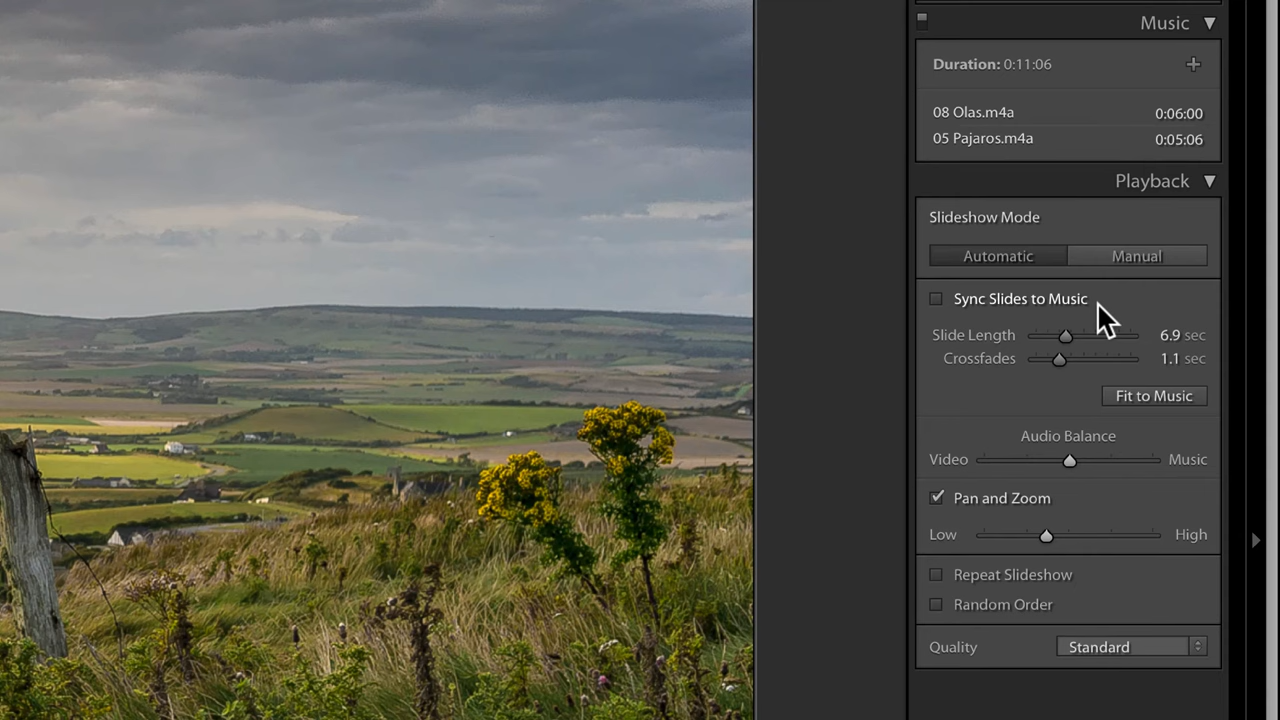 Music
Duration: 0:11:06
08 Olas.m4a 0:06:00
05 Pajaros.m4a 0:05:06
Playback
Slideshow Mode
Automatic Manual
Sync Slides to Music
Slide Length 6.9 sec
Crossfades 1.1 sec
Fit to Music
Audio Balance
Video Music
Pan and Zoom
Low High
Repeat Slideshow
Random Order
Quality Standard